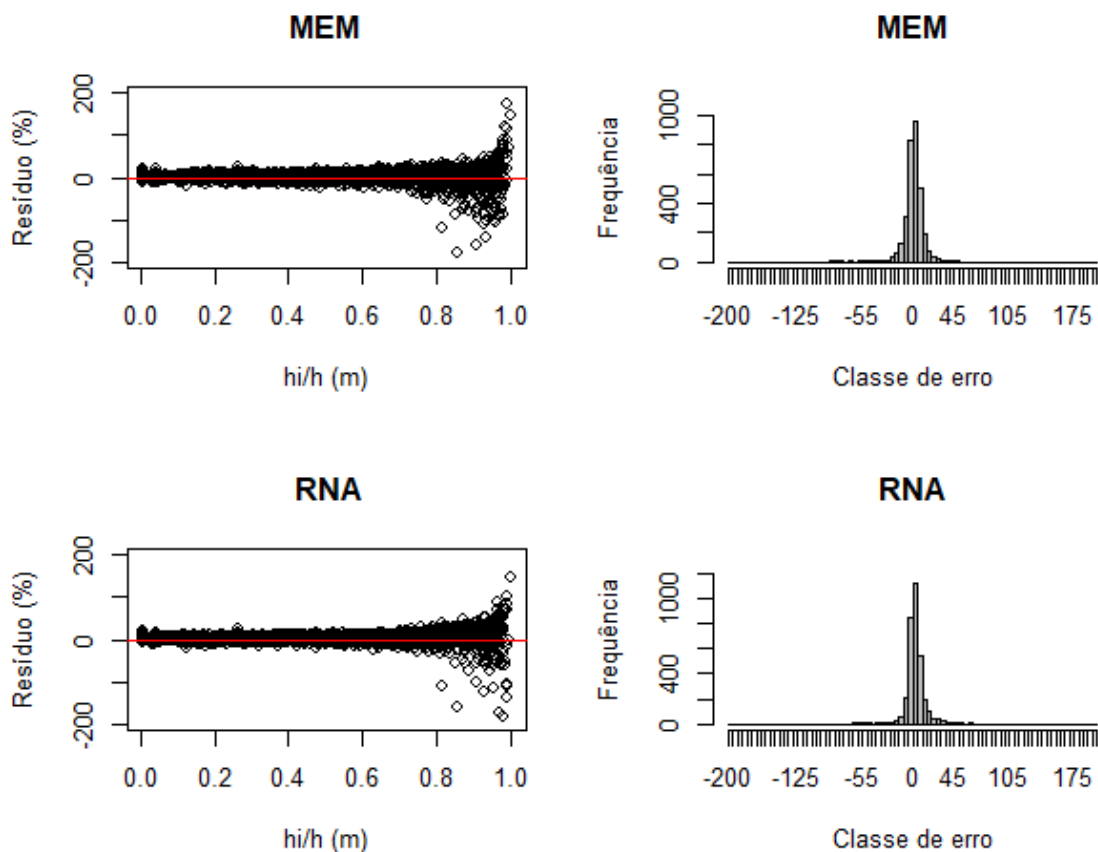 MEM
Resíduo (%)
200
0
-200
0.0 0.2 0.4 0.6 0.8 1.0
hi/h (m)
MEM
Frequência
1000
400
0
-200 -125 -55 0 45 105 175
Classe de erro
RNA
Resíduo (%)
200
0
-200
0.0 0.2 0.4 0.6 0.8 1.0
hi/h (m)
RNA
Frequência
1000
400
0
-200 -125 -55 0 45 105 175
Classe de erro